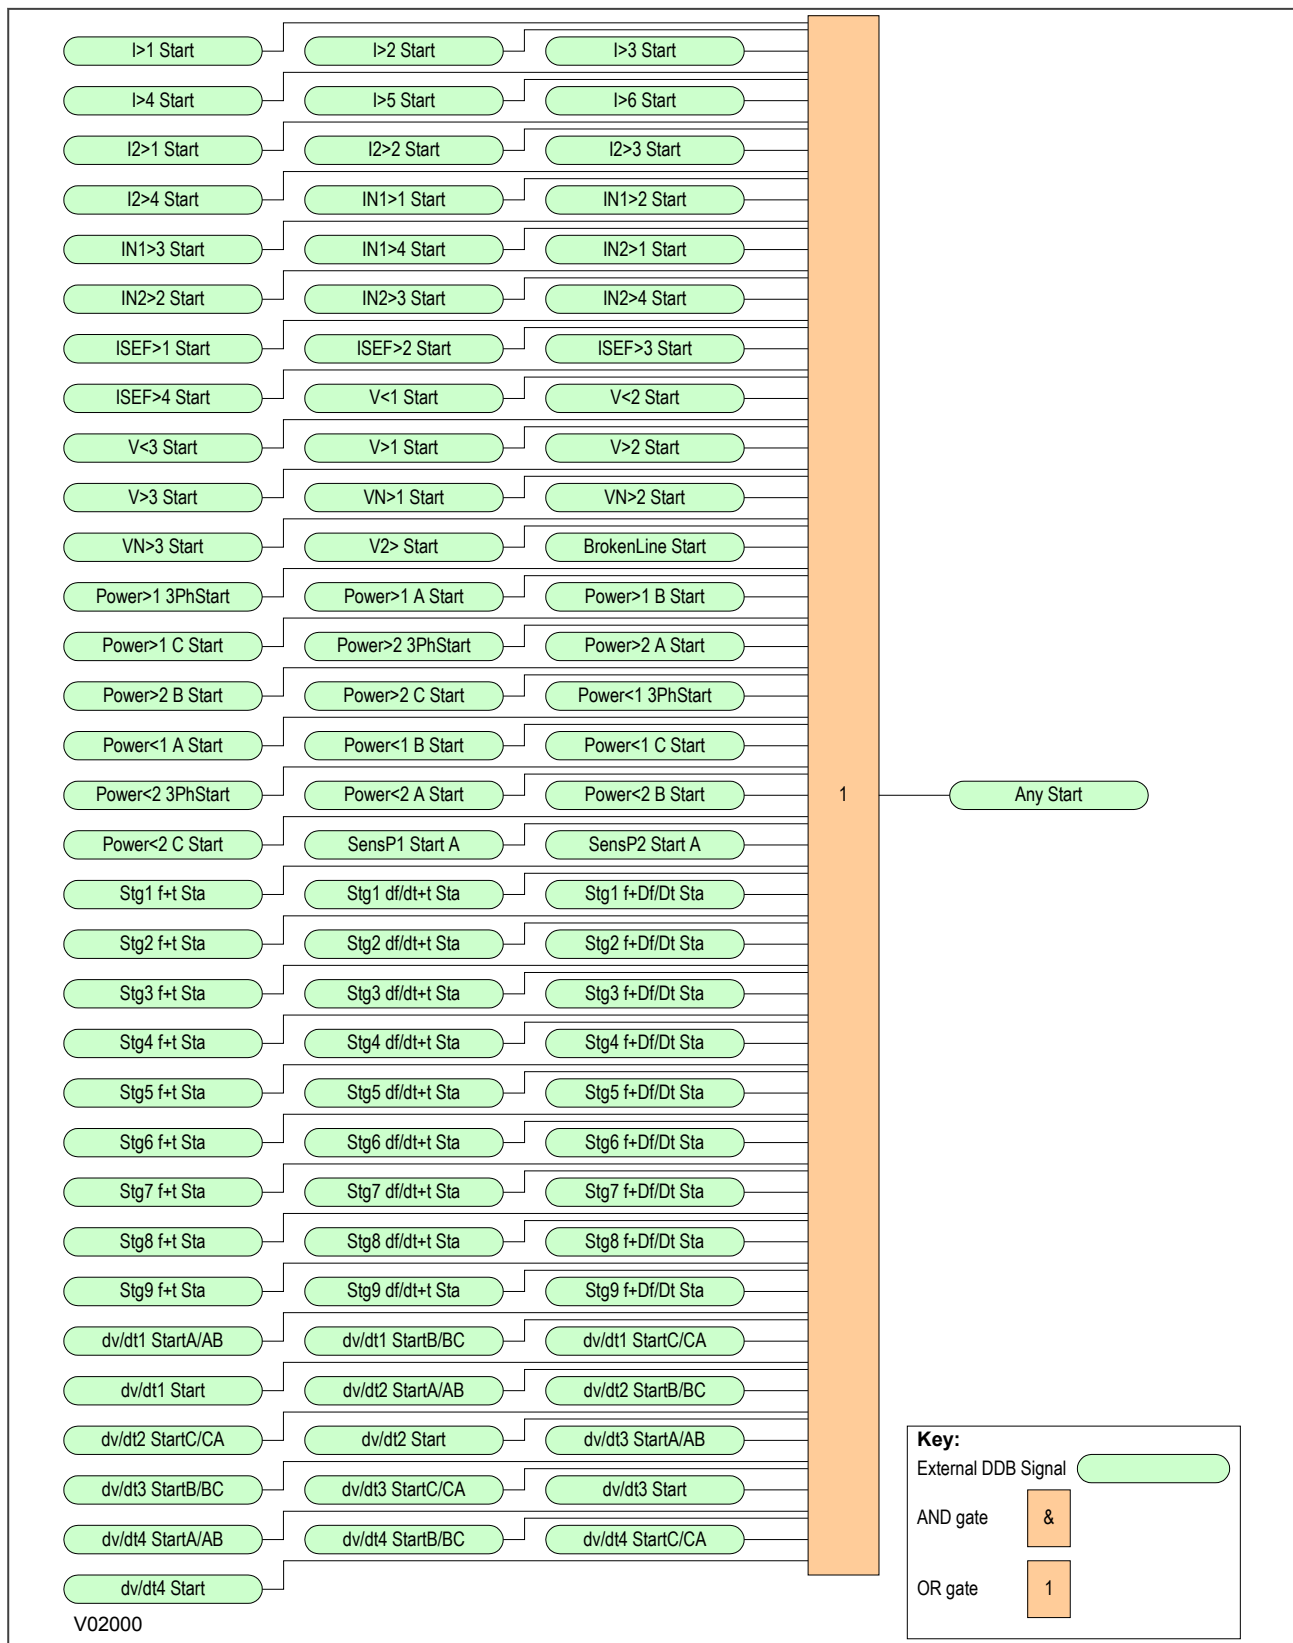 I>1 Start I>2 Start I>3 Start
I>4 Start I>5 Start I>6 Start
I2>1 Start I2>2 Start I2>3 Start
I2>4 Start IN1>1 Start IN1>2 Start
IN1>3 Start IN1>4 Start IN2>1 Start
IN2>2 Start IN2>3 Start IN2>4 Start
ISEF>1 Start ISEF>2 Start ISEF>3 Start
ISEF>4 Start V<1 Start V<2 Start
V<3 Start V>1 Start V>2 Start
V>3 Start VN>1 Start VN>2 Start
VN>3 Start V2> Start BrokenLine Start
Power>1 3PhStart Power>1 A Start Power>1 B Start
Power>1 C Start Power>2 3PhStart Power>2 A Start
Power>2 B Start Power>2 C Start Power<1 3PhStart
Power<1 A Start Power<1 B Start Power<1 C Start
Power<2 3PhStart Power<2 A Start Power<2 B Start 1 Any Start
Power<2 C Start SensP1 Start A SensP2 Start A
Stg1 f+t Sta Stg1 df/dt+t Sta Stg1 f+Df/Dt Sta
Stg2 f+t Sta Stg2 df/dt+t Sta Stg2 f+Df/Dt Sta
Stg3 f+t Sta Stg3 df/dt+t Sta Stg3 f+Df/Dt Sta
Stg4 f+t Sta Stg4 df/dt+t Sta Stg4 f+Df/Dt Sta
Stg5 f+t Sta Stg5 df/dt+t Sta Stg5 f+Df/Dt Sta
Stg6 f+t Sta Stg6 df/dt+t Sta Stg6 f+Df/Dt Sta
Stg7 f+t Sta Stg7 df/dt+t Sta Stg7 f+Df/Dt Sta
Stg8 f+t Sta Stg8 df/dt+t Sta Stg8 f+Df/Dt Sta
Stg9 f+t Sta Stg9 df/dt+t Sta Stg9 f+Df/Dt Sta
dv/dt1 StartA/AB dv/dt1 StartB/BC dv/dt1 StartC/CA
dv/dt1 Start dv/dt2 StartA/AB dv/dt2 StartB/BC
dv/dt2 StartC/CA dv/dt2 Start dv/dt3 StartA/AB
dv/dt3 StartB/BC dv/dt3 StartC/CA dv/dt3 Start
dv/dt4 StartA/AB dv/dt4 StartB/BC dv/dt4 StartC/CA
dv/dt4 Start
V02000
Key:
External DDB Signal
AND gate &
OR gate 1